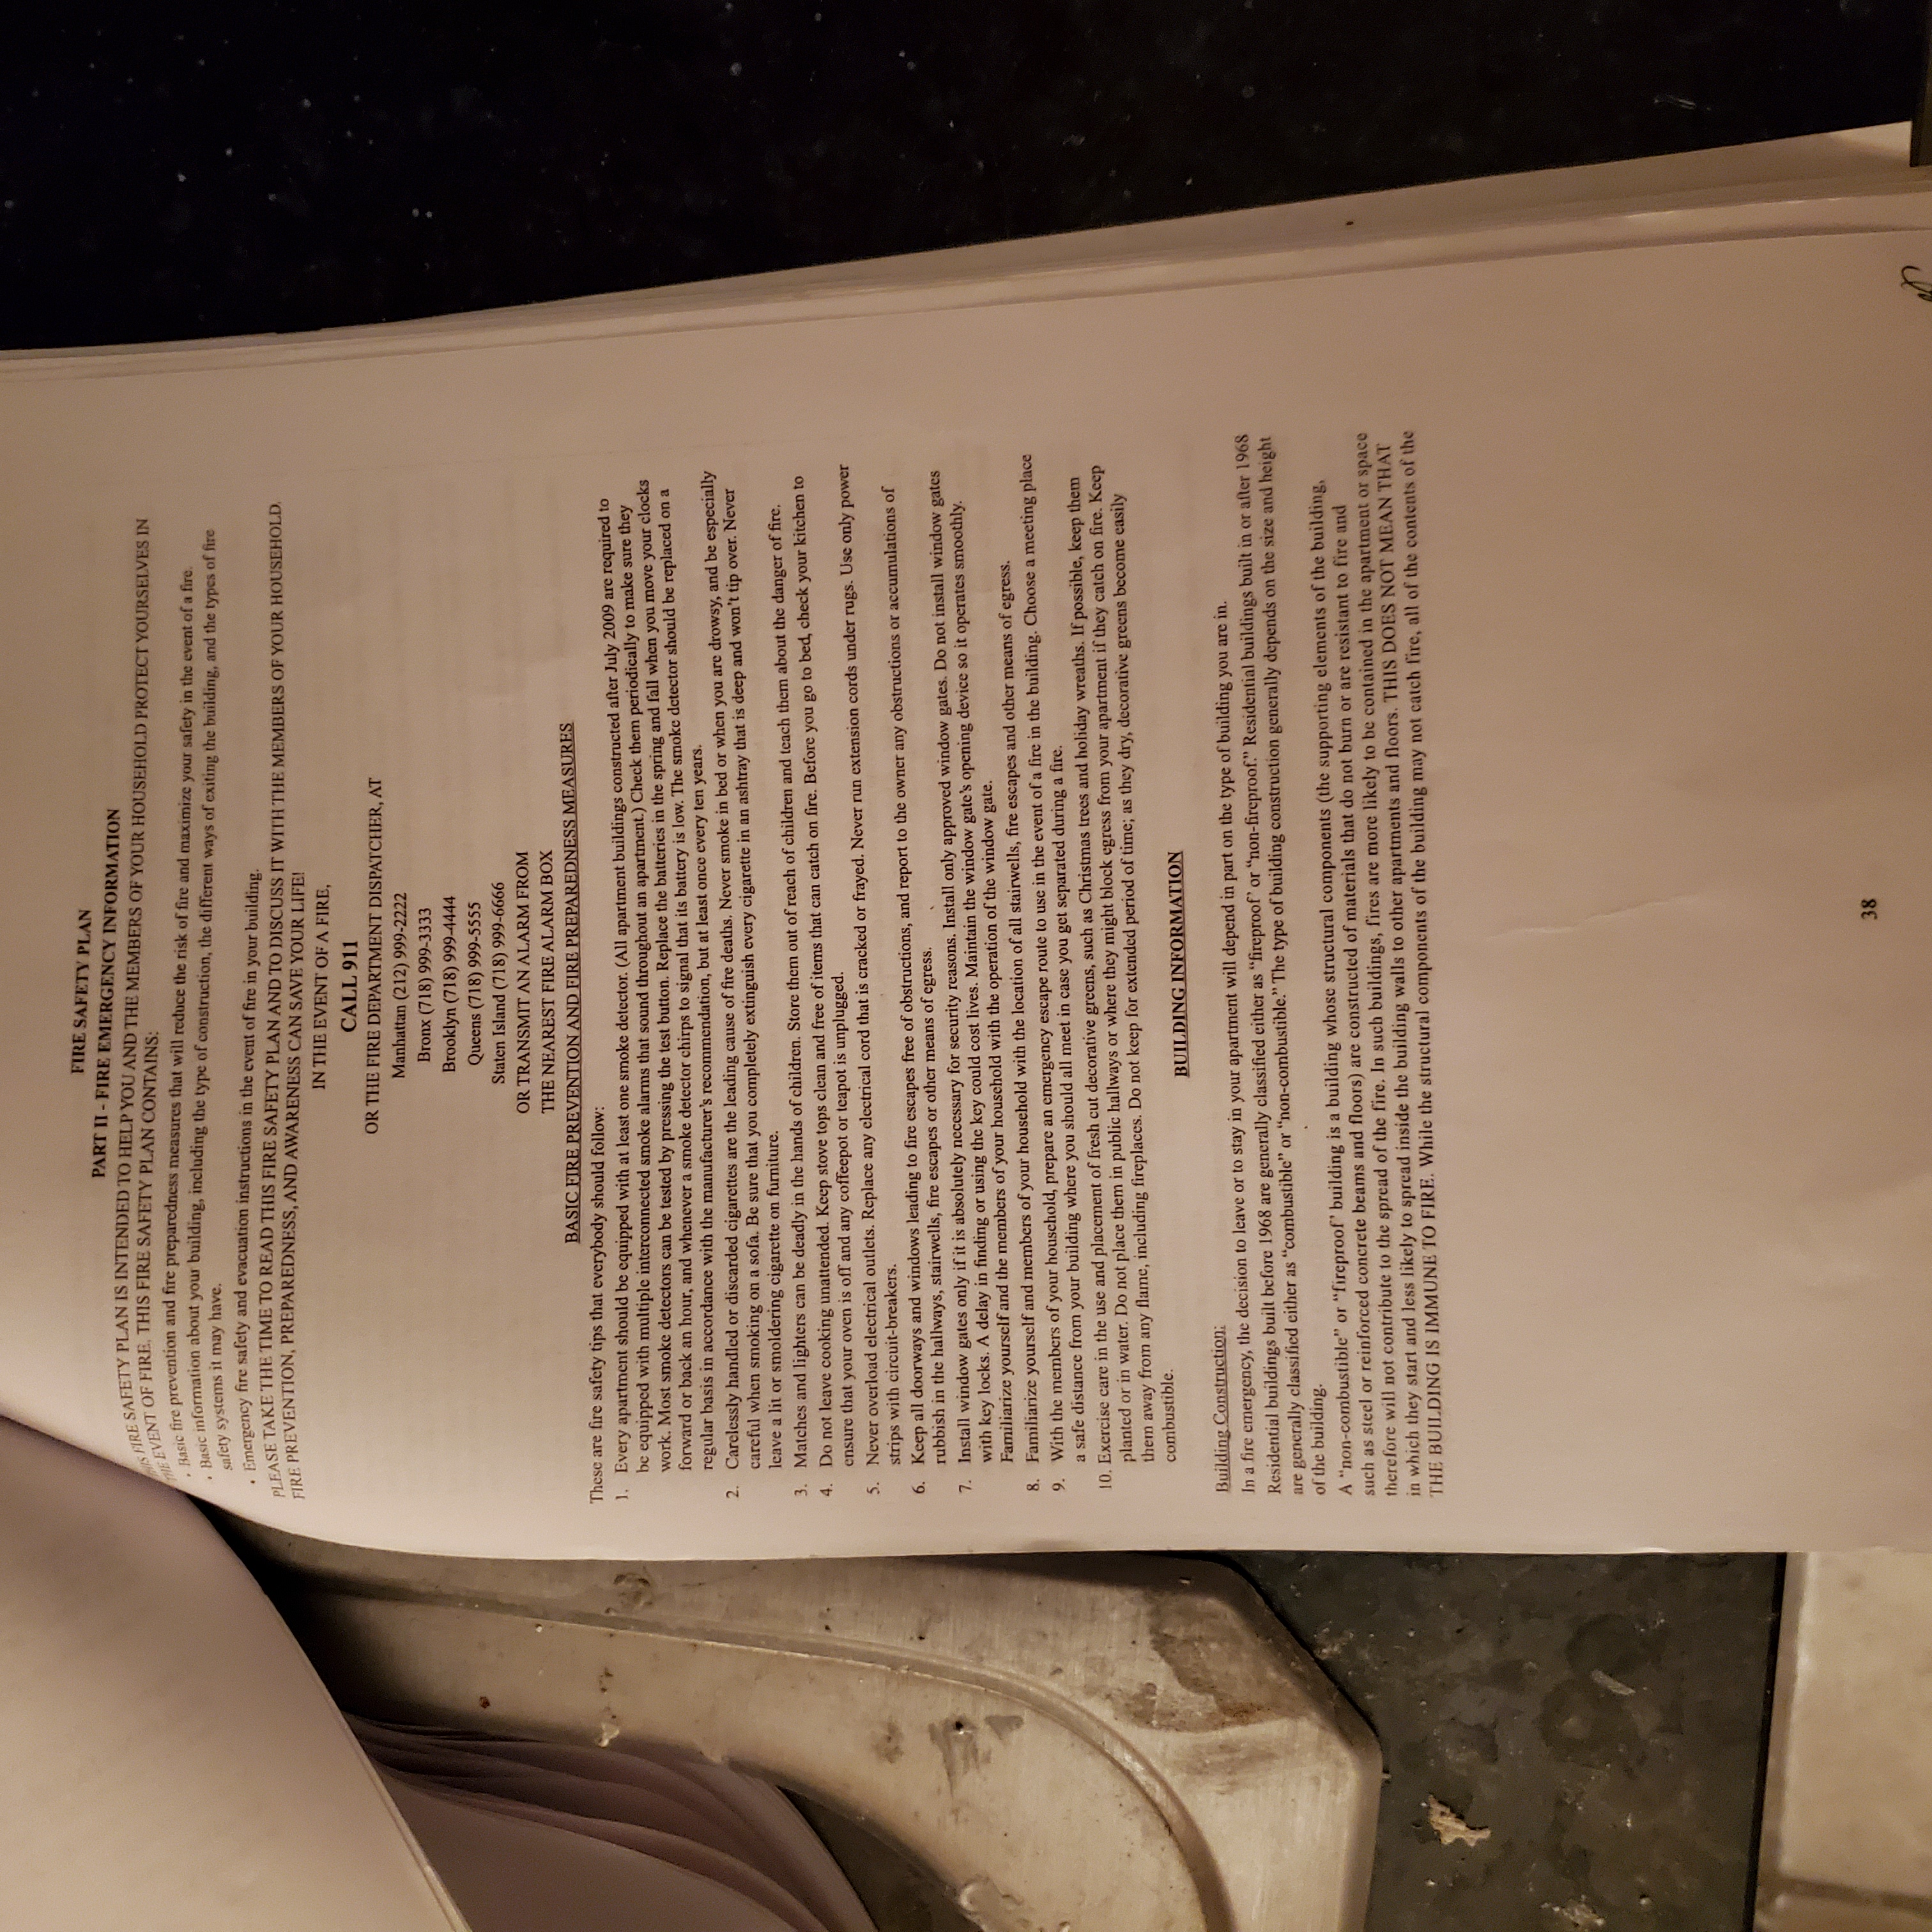 FIRE SAFETY PLAN
PART II - FIRE EMERGENCY INFORMATION
FIRE SAFETY PLAN IS INTENDED TO HELP YOU AND THE MEMBERS OF YOUR HOUSEHOLD PROTECT YOURSELVES IN
THE EVENT OF FIRE. THIS FIRE SAFETY PLAN CONTAINS:
• Basic fire prevention and fire preparedness measures that will reduce the risk of fire and maximize your safety in the event of a fire.
• Basic information about your building, including the type of construction, the different ways of exiting the building, and the types of fire
safety systems it may have.
• Emergency fire safety and evacuation instructions in the event of fire in your building.
PLEASE TAKE THE TIME TO READ THIS FIRE SAFETY PLAN AND TO DISCUSS IT WITH THE MEMBERS OF YOUR HOUSEHOLD.
FIRE PREVENTION, PREPAREDNESS, AND AWARENESS CAN SAVE YOUR LIFE!
IN THE EVENT OF A FIRE,
CALL 911
OR THE FIRE DEPARTMENT DISPATCHER, AT
Manhattan (212) 999-2222
Bronx (718) 999-3333
Brooklyn (718) 999-4444
Queens (718) 999-5555
Staten Island (718) 999-6666
OR TRANSMIT AN ALARM FROM
THE NEAREST FIRE ALARM BOX
BASIC FIRE PREVENTION AND FIRE PREPAREDNESS MEASURES
These are fire safety tips that everybody should follow:
1. Every apartment should be equipped with at least one smoke detector. (All apartment buildings constructed after July 2009 are required to
be equipped with multiple interconnected smoke alarms that sound throughout an apartment.) Check them periodically to make sure they
work. Most smoke detectors can be tested by pressing the test button. Replace the batteries in the spring and fall when you move your clocks
forward or back an hour, and whenever a smoke detector chirps to signal that its battery is low. The smoke detector should be replaced on a
regular basis in accordance with the manufacturer's recommendation, but at least once every ten years.
2. Carelessly handled or discarded cigarettes are the leading cause of fire deaths. Never smoke in bed or when you are drowsy, and be especially
careful when smoking on a sofa. Be sure that you completely extinguish every cigarette in an ashtray that is deep and won't tip over. Never
leave a lit or smoldering cigarette on furniture.
3. Matches and lighters can be deadly in the hands of children. Store them out of reach of children and teach them about the danger of fire.
4. Do not leave cooking unattended. Keep stove tops clean and free of items that can catch on fire. Before you go to bed, check your kitchen to
ensure that your oven is off and any coffeepot or teapot is unplugged.
5. Never overload electrical outlets. Replace any electrical cord that is cracked or frayed. Never run extension cords under rugs. Use only power
strips with circuit-breakers.
6. Keep all doorways and windows leading to fire escapes free of obstructions, and report to the owner any obstructions or accumulations of
rubbish in the hallways, stairwells, fire escapes or other means of egress.
7. Install window gates only if it is absolutely necessary for security reasons. Install only approved window gates. Do not install window gates
with key locks. A delay in finding or using the key could cost lives. Maintain the window gate's opening device so it operates smoothly.
Familiarize yourself and the members of your household with the operation of the window gate.
8. Familiarize yourself and members of your household with the location of all stairwells, fire escapes and other means of egress.
9. With the members of your household, prepare an emergency escape route to use in the event of a fire in the building. Choose a meeting place
a safe distance from your building where you should all meet in case you get separated during a fire.
10. Exercise care in the use and placement of fresh cut decorative greens, such as Christmas trees and holiday wreaths. If possible, keep them
planted or in water. Do not place them in public hallways or where they might block egress from your apartment if they catch on fire. Keep
them away from any flame, including fireplaces. Do not keep for extended period of time; as they dry, decorative greens become easily
combustible.
BUILDING INFORMATION
Building Construction:
In a fire emergency, the decision to leave or to stay in your apartment will depend in part on the type of building you are in.
Residential buildings built before 1968 are generally classified either as "fireproof' or "non-fireproof." Residential buildings built in or after 1968
are generally classified either as "combustible" or "non-combustible." The type of building construction generally depends on the size and height
of the building.
A "non-combustible" or "fireproof' building is a building whose structural components (the supporting elements of the building,
such as steel or reinforced concrete beams and floors) are constructed of materials that do not burn or are resistant to fire and
therefore will not contribute to the spread of the fire. In such buildings, fires are more likely to be contained in the apartment or space
in which they start and less likely to spread inside the building walls to other apartments and floors. THIS DOES NOT MEAN THAT
THE BUILDING IS IMMUNE TO FIRE. While the structural components of the building may not catch fire, all of the contents of the
38